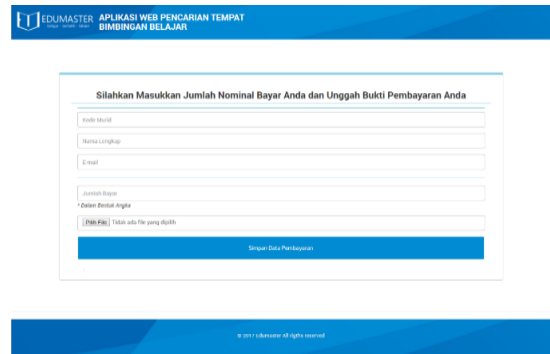 EDUMASTER
APLIKASI WEB PENCARIAN TEMPAT
BIMBINGAN BELAJAR
Silahkan Masukkan Jumlah Nominal Bayar Anda dan Unggah Bukti Pembayaran Anda
Kode Murid
Nama Lengkap
E-mail
Jumlah Bayar
* Dalam Bentuk Angka
Pilih File Tidak ada file yang dipilih
Simpan Data Pembayaran
© 2017 Edumaster All rigths reserved